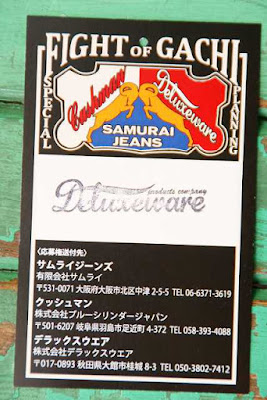 FIGHT OF GACHI
SPECIAL
PLANNING
Cushman
Deluxeware
SAMURAI
JEANS
products company
Deluxeware
〈応募権送付先〉
サムライジーンズ
有限会社サムライ
〒531-0071 大阪府大阪市北区中津 2-5-5 TEL 06-6371-3619
クッシュマン
株式会社ブルーシリンダージャパン
〒501-6207 岐阜県羽島市足近町 4-372 TEL 058-393-4088
デラックスウエア
株式会社デラックスウエア
〒017-0893 秋田県大館市桂城 8-3 TEL 050-3802-7412